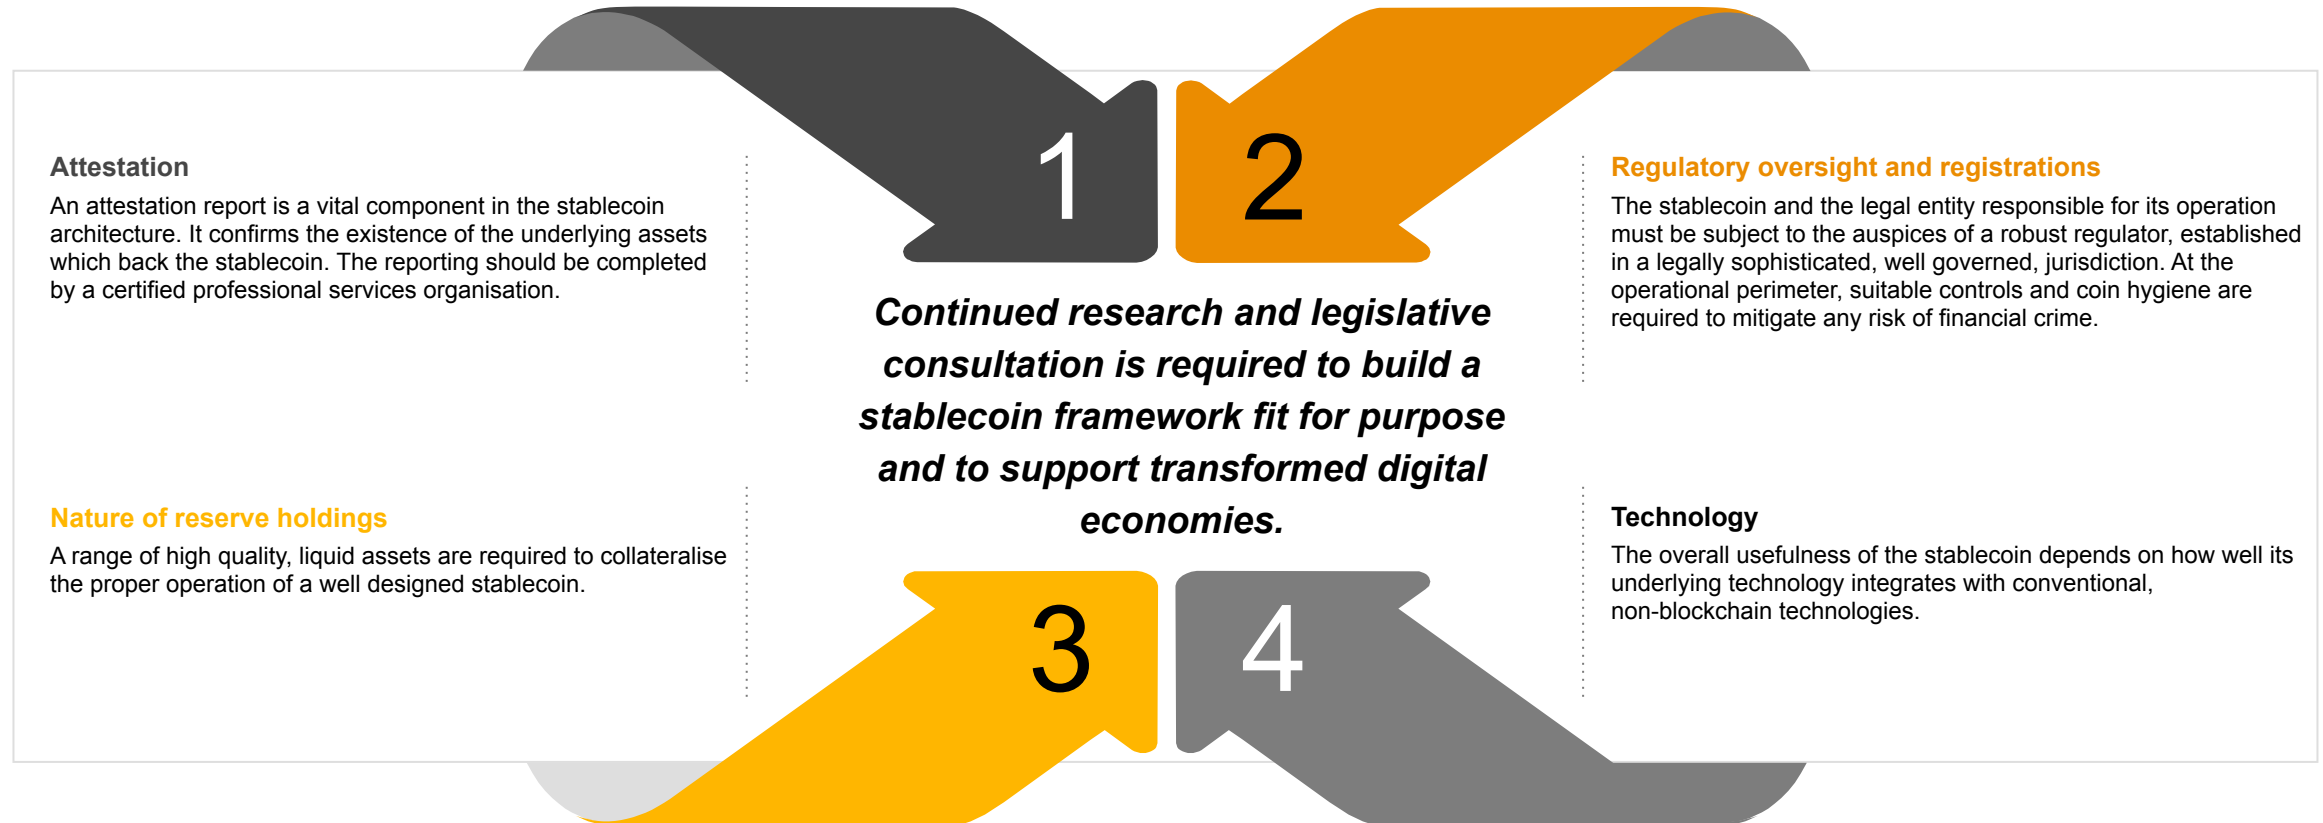 1
Attestation
An attestation report is a vital component in the stablecoin
architecture. It confirms the existence of the underlying assets
which back the stablecoin. The reporting should be completed
by a certified professional services organisation.
2
Regulatory oversight and registrations
The stablecoin and the legal entity responsible for its operation
must be subject to the auspices of a robust regulator, established
in a legally sophisticated, well governed, jurisdiction. At the
operational perimeter, suitable controls and coin hygiene are
required to mitigate any risk of financial crime.
Continued research and legislative
consultation is required to build a
stablecoin framework fit for purpose
and to support transformed digital
economies.
3
Nature of reserve holdings
A range of high quality, liquid assets are required to collateralise
the proper operation of a well designed stablecoin.
4
Technology
The overall usefulness of the stablecoin depends on how well its
underlying technology integrates with conventional,
non-blockchain technologies.